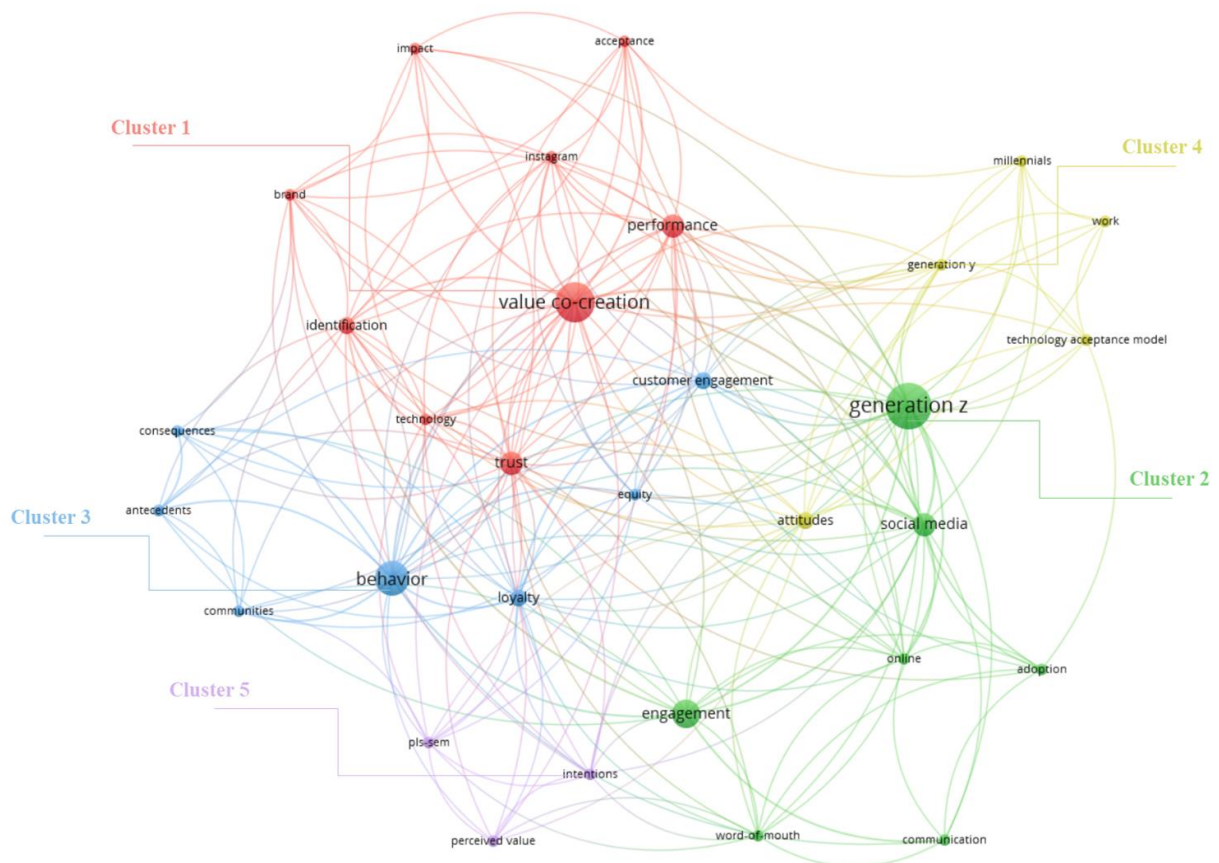 impact
acceptance
Cluster 1
instagram
millennials
Cluster 4
brand
performance
work
generation y
value co-creation
identification
technology acceptance model
customer engagement
generation z
technology
consequences
trust
Cluster 2
equity
antecedents
Cluster 3
attitudes
social media
behavior
loyalty
communities
online
adoption
Cluster 5
engagement
pls-sem
intentions
perceived value
word-of-mouth
communication